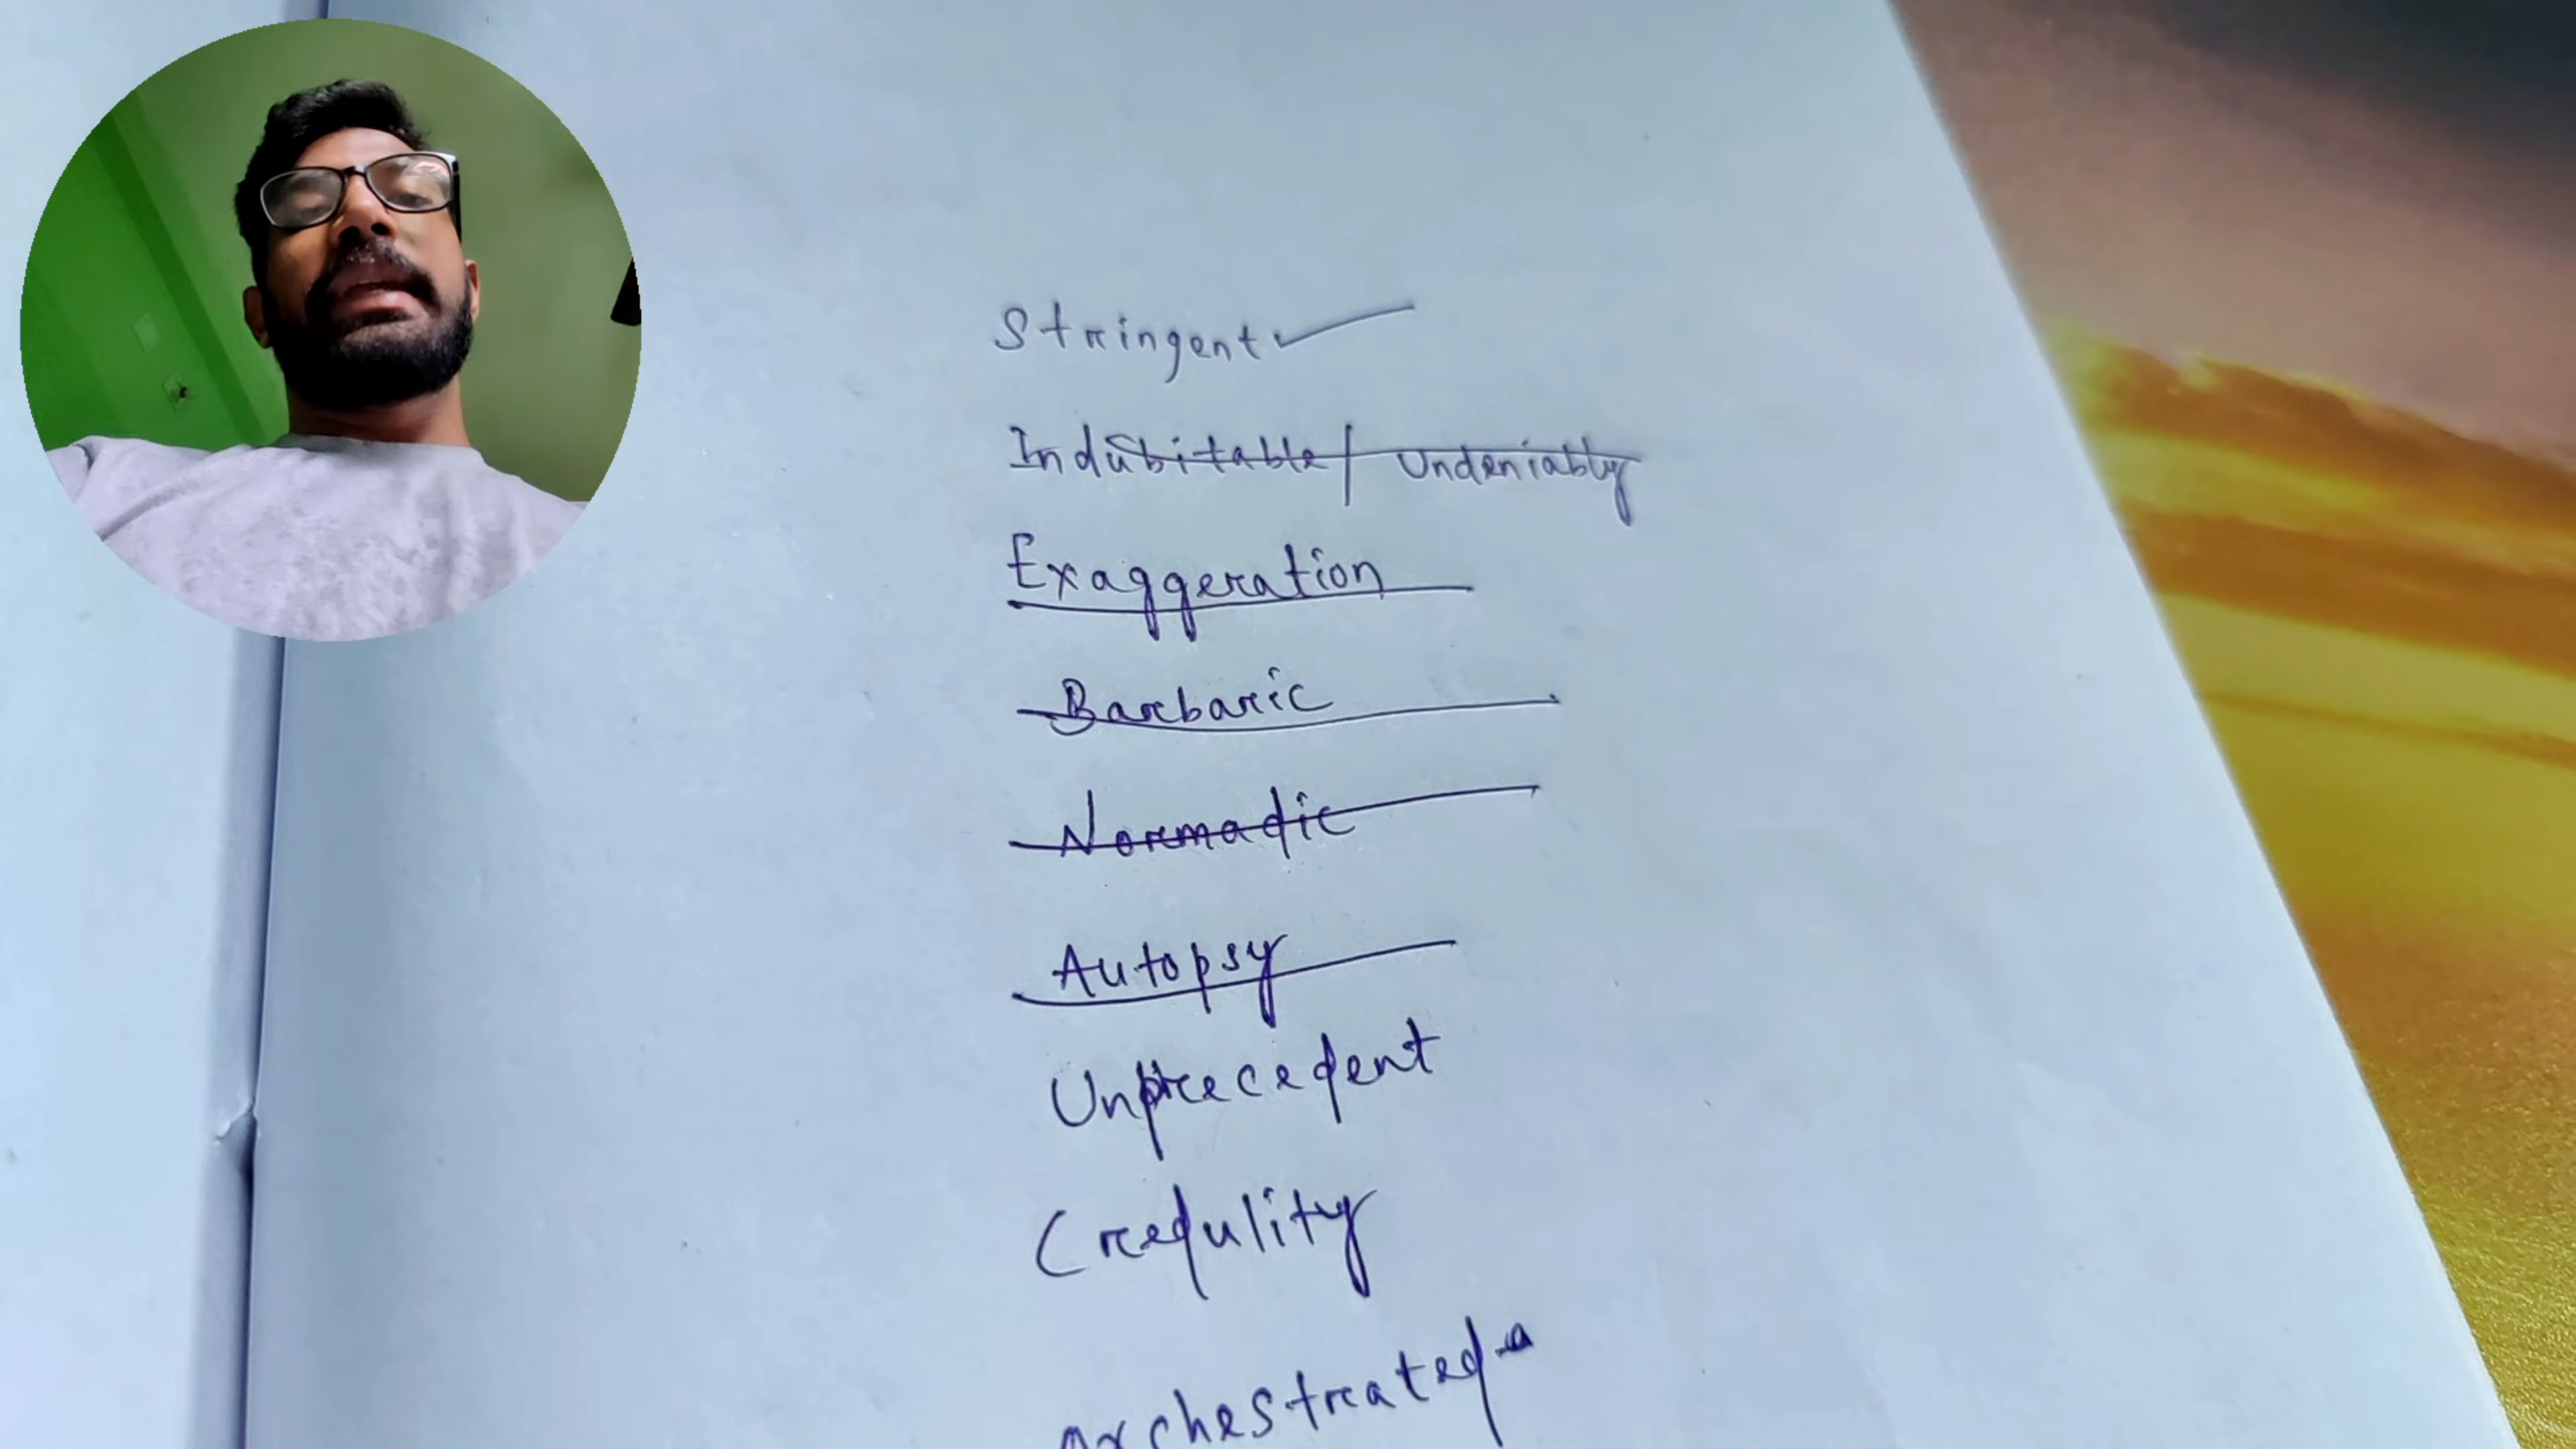 Stringent
Indubitable / Undeniably
Exaggeration
Barbaric
Normadic
Autopsy
Unprecedent
Credulity
Orchestrated